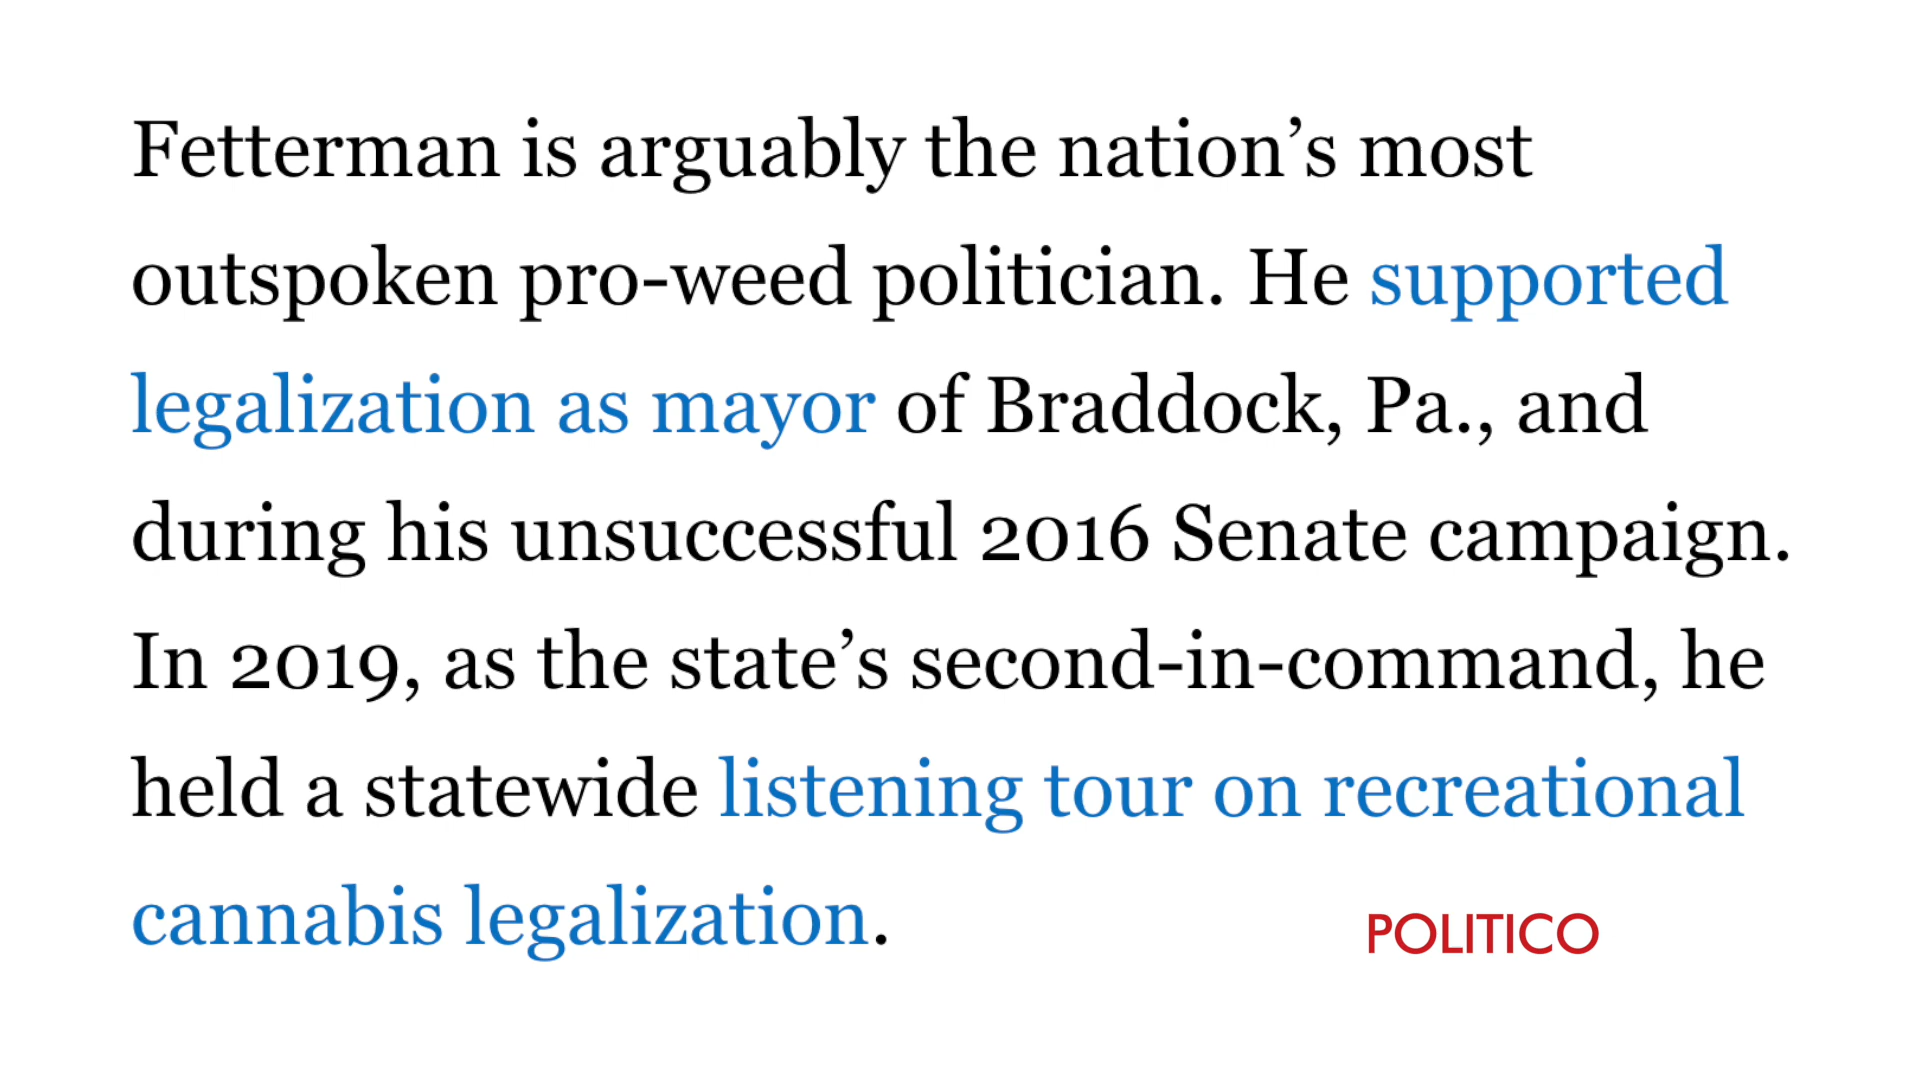 Fetterman is arguably the nation’s most
outspoken pro-weed politician. He supported
legalization as mayor of Braddock, Pa., and
during his unsuccessful 2016 Senate campaign.
In 2019, as the state’s second-in-command, he
held a statewide listening tour on recreational
cannabis legalization.
POLITICO